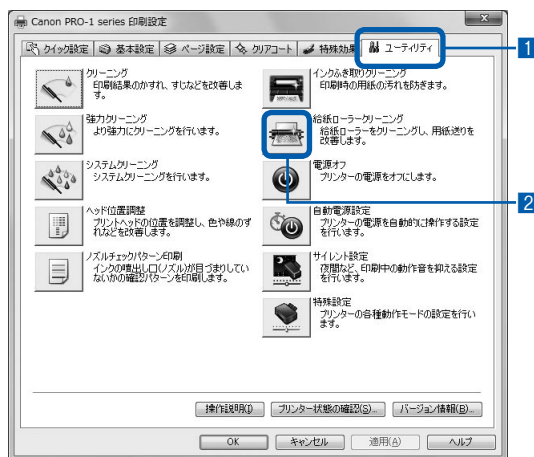 Canon PRO-1 series 印刷設定
クイック設定 基本設定 ページ設定 クリアコート 特殊効果 ユーティリティ
1
クリーニング
印刷結果のかすれ、すじなどを改善しま
す。
インクふき取りクリーニング
印刷時の用紙の汚れを防ぎます。
強力クリーニング
より強力にクリーニングを行います。
給紙ローラークリーニング
給紙ローラーをクリーニングし、用紙送りを
改善します。
システムクリーニング
システムクリーニングを行います。
電源オフ
プリンターの電源をオフにします。
2
ヘッド位置調整
プリントヘッドの位置を調整し、色や線のず
れなどを改善します。
自動電源設定
プリンターの電源を自動的に操作する設定
を行います。
ノズルチェックパターン印刷
インクの噴出し口(ノズル)が目づまりしてい
ないかの確認パターンを印刷します。
サイレント設定
夜間など、印刷中の動作音を抑える設定
を行います。
特殊設定
プリンターの各種動作モードの設定を行い
ます。
操作説明(I) プリンター状態の確認(S)... バージョン情報(B)...
OK キャンセル 適用(A) ヘルプ